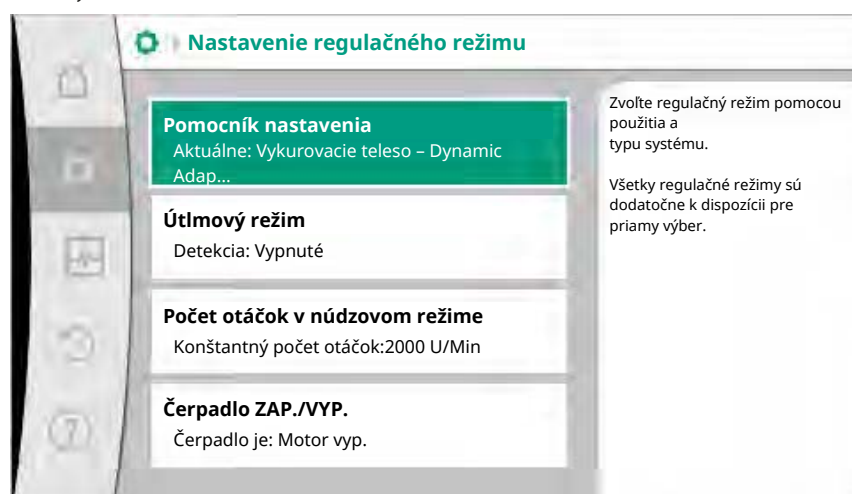 Nastavenie regulačného režimu
Pomocník nastavenia
Aktuálne: Vykurovacie teleso – Dynamic
Adap...
Útlmový režim
Detekcia: Vypnuté
Počet otáčok v núdzovom režime
Konštantný počet otáčok:2000 U/Min
Čerpadlo ZAP./VYP.
Čerpadlo je: Motor vyp.
Zvoľte regulačný režim pomocou
použitia a
typu systému.
Všetky regulačné režimy sú
dodatočne k dispozícii pre
priamy výber.